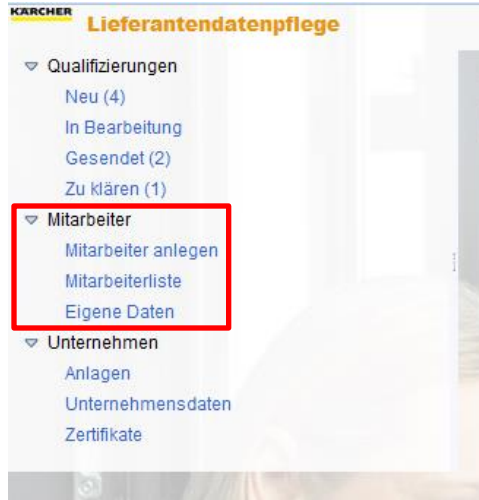 KÄRCHER
Lieferantendatenpflege
Qualifizierungen
Neu (4)
In Bearbeitung
Gesendet (2)
Zu klären (1)
Mitarbeiter
Mitarbeiter anlegen
Mitarbeiterliste
Eigene Daten
Unternehmen
Anlagen
Unternehmensdaten
Zertifikate